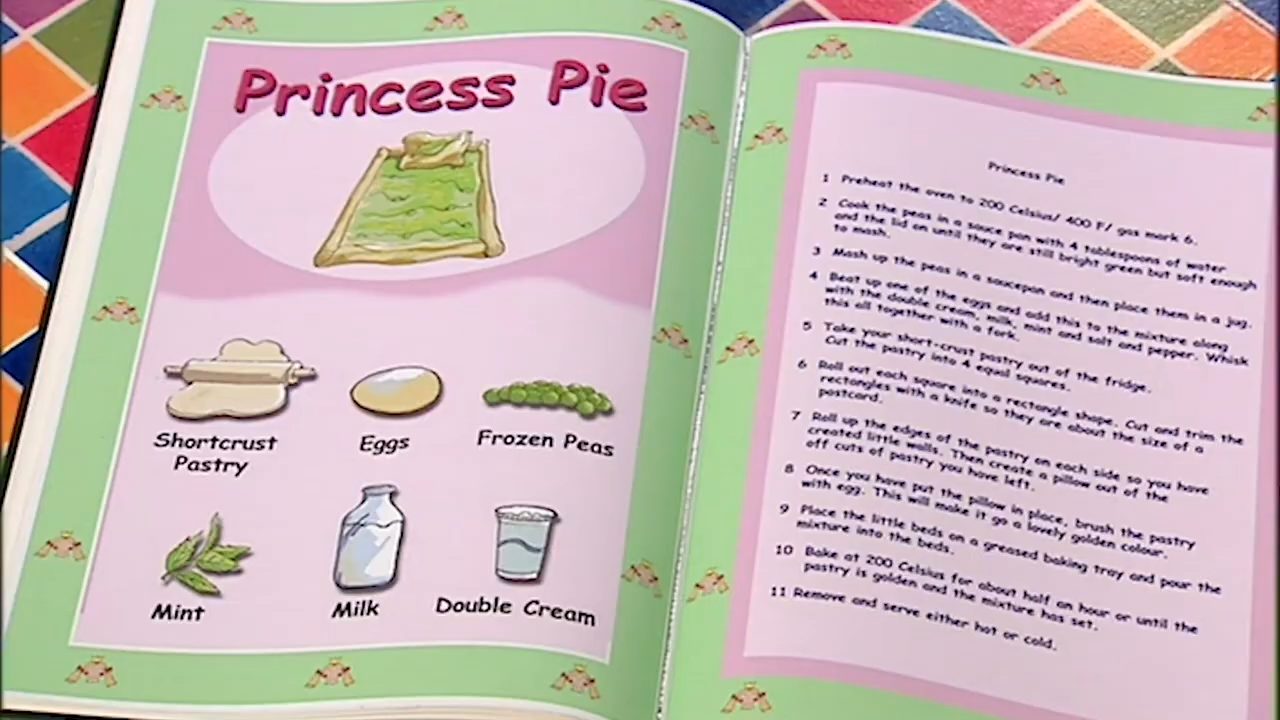 Princess Pie
Shortcrust
Pastry
Eggs
Frozen Peas
Mint
Milk
Double Cream
Princess Pie
1 Preheat the oven to 200 Celsius/ 400 F/ gas mark 6.
2 Cook the peas in a sauce pan with 4 tablespoons of water
and the lid on until they are still bright green but soft enough
to mash.
3 Mash up the peas in a saucepan and then place them in a jug.
4 Beat up one of the eggs and add this to the mixture along
with the double cream, milk, mint and salt and pepper. Whisk
this all together with a fork.
5 Take your short-crust pastry out of the fridge.
Cut the pastry into 4 equal squares.
6 Roll out each square into a rectangle shape. Cut and trim the
rectangles with a knife so they are about the size of a
postcard.
7 Roll up the edges of the pastry on each side so you have
created little walls. Then create a pillow out of the
off cuts of pastry you have left.
8 Once you have put the pillow in place, brush the pastry
with egg. This will make it go a lovely golden colour.
9 Place the little beds on a greased baking tray and pour the
mixture into the beds.
10 Bake at 200 Celsius for about half an hour or until the
pastry is golden and the mixture has set.
11 Remove and serve either hot or cold.